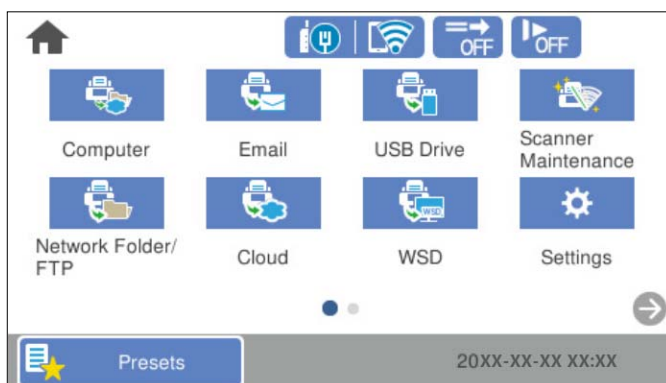 OFF
OFF
Computer
Email
USB Drive
Scanner
Maintenance
WSD
Network Folder/
FTP
Cloud
WSD
Settings
Presets
20XX-XX-XX XX:XX